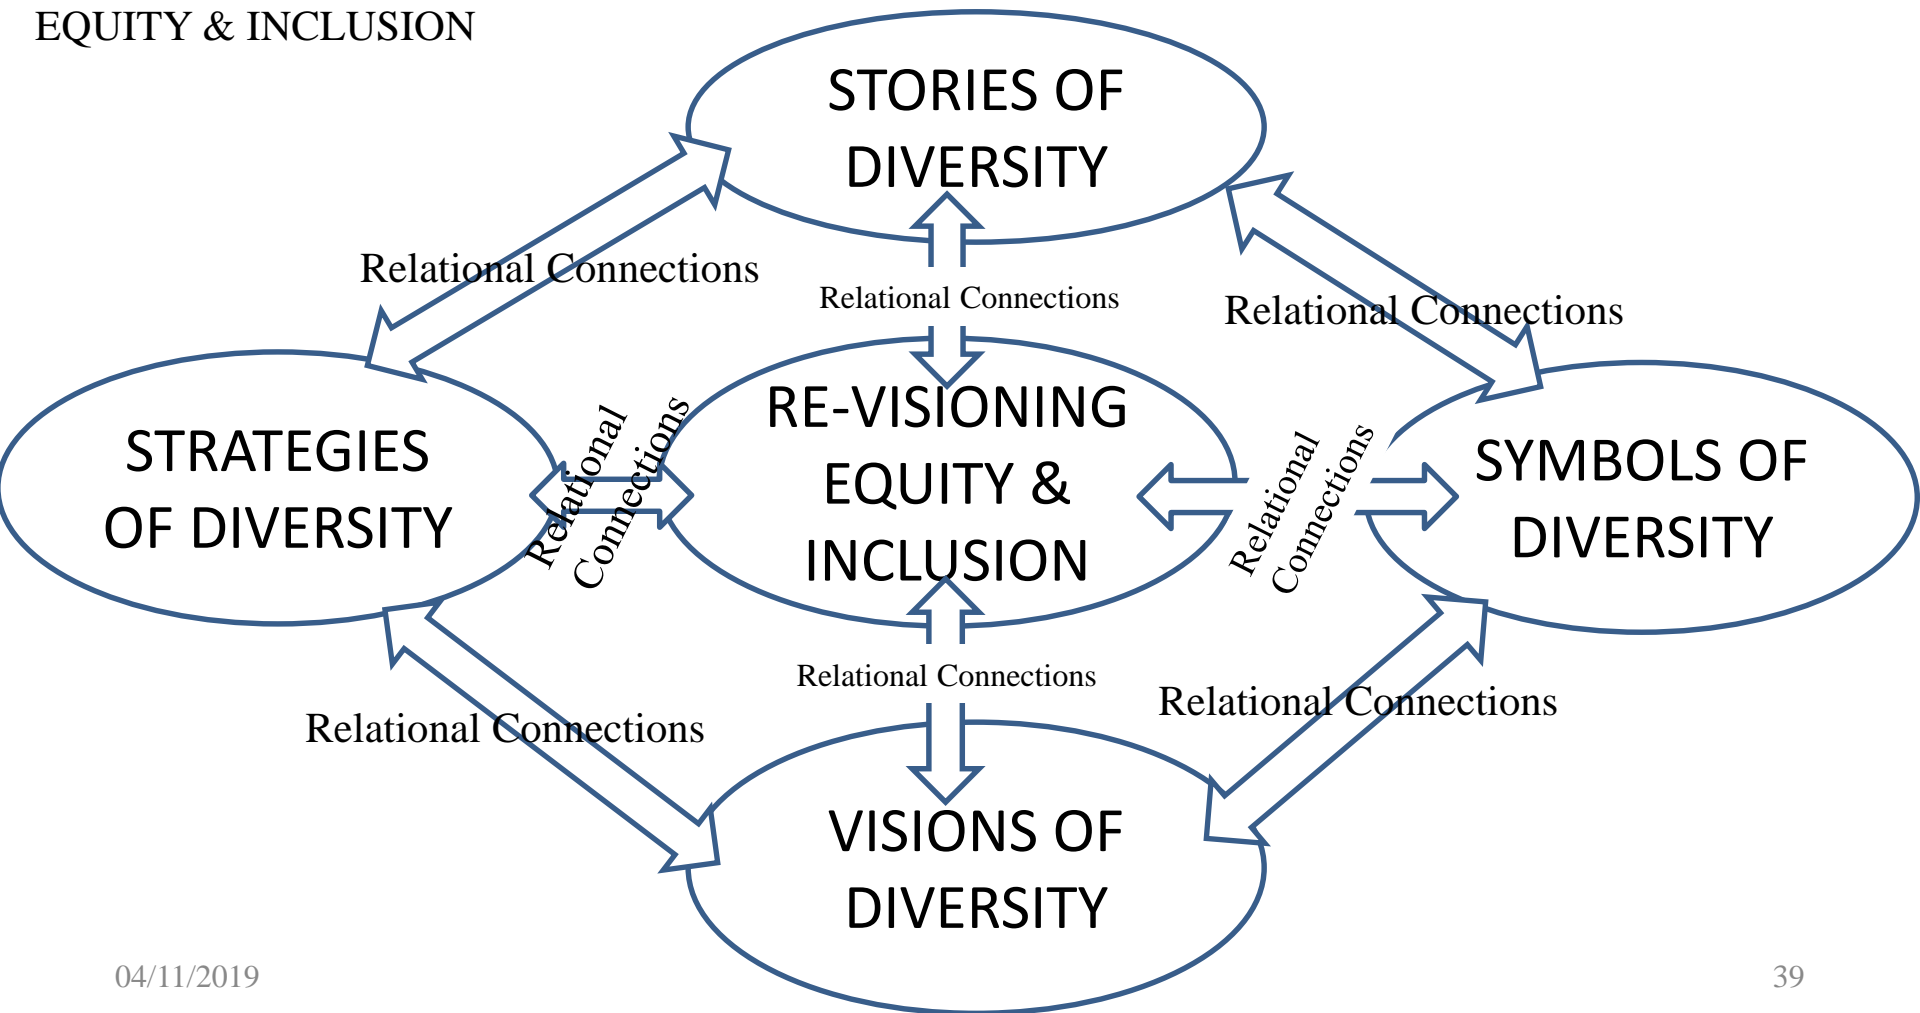 EQUITY & INCLUSION
STORIES OF
DIVERSITY
Relational Connections
Relational Connections
Relational Connections
STRATEGIES
OF DIVERSITY
Relational
Connections
RE-VISIONING
EQUITY &
INCLUSION
Relational
Connections
SYMBOLS OF
DIVERSITY
Relational Connections
Relational Connections
Relational Connections
VISIONS OF
DIVERSITY
04/11/2019
39